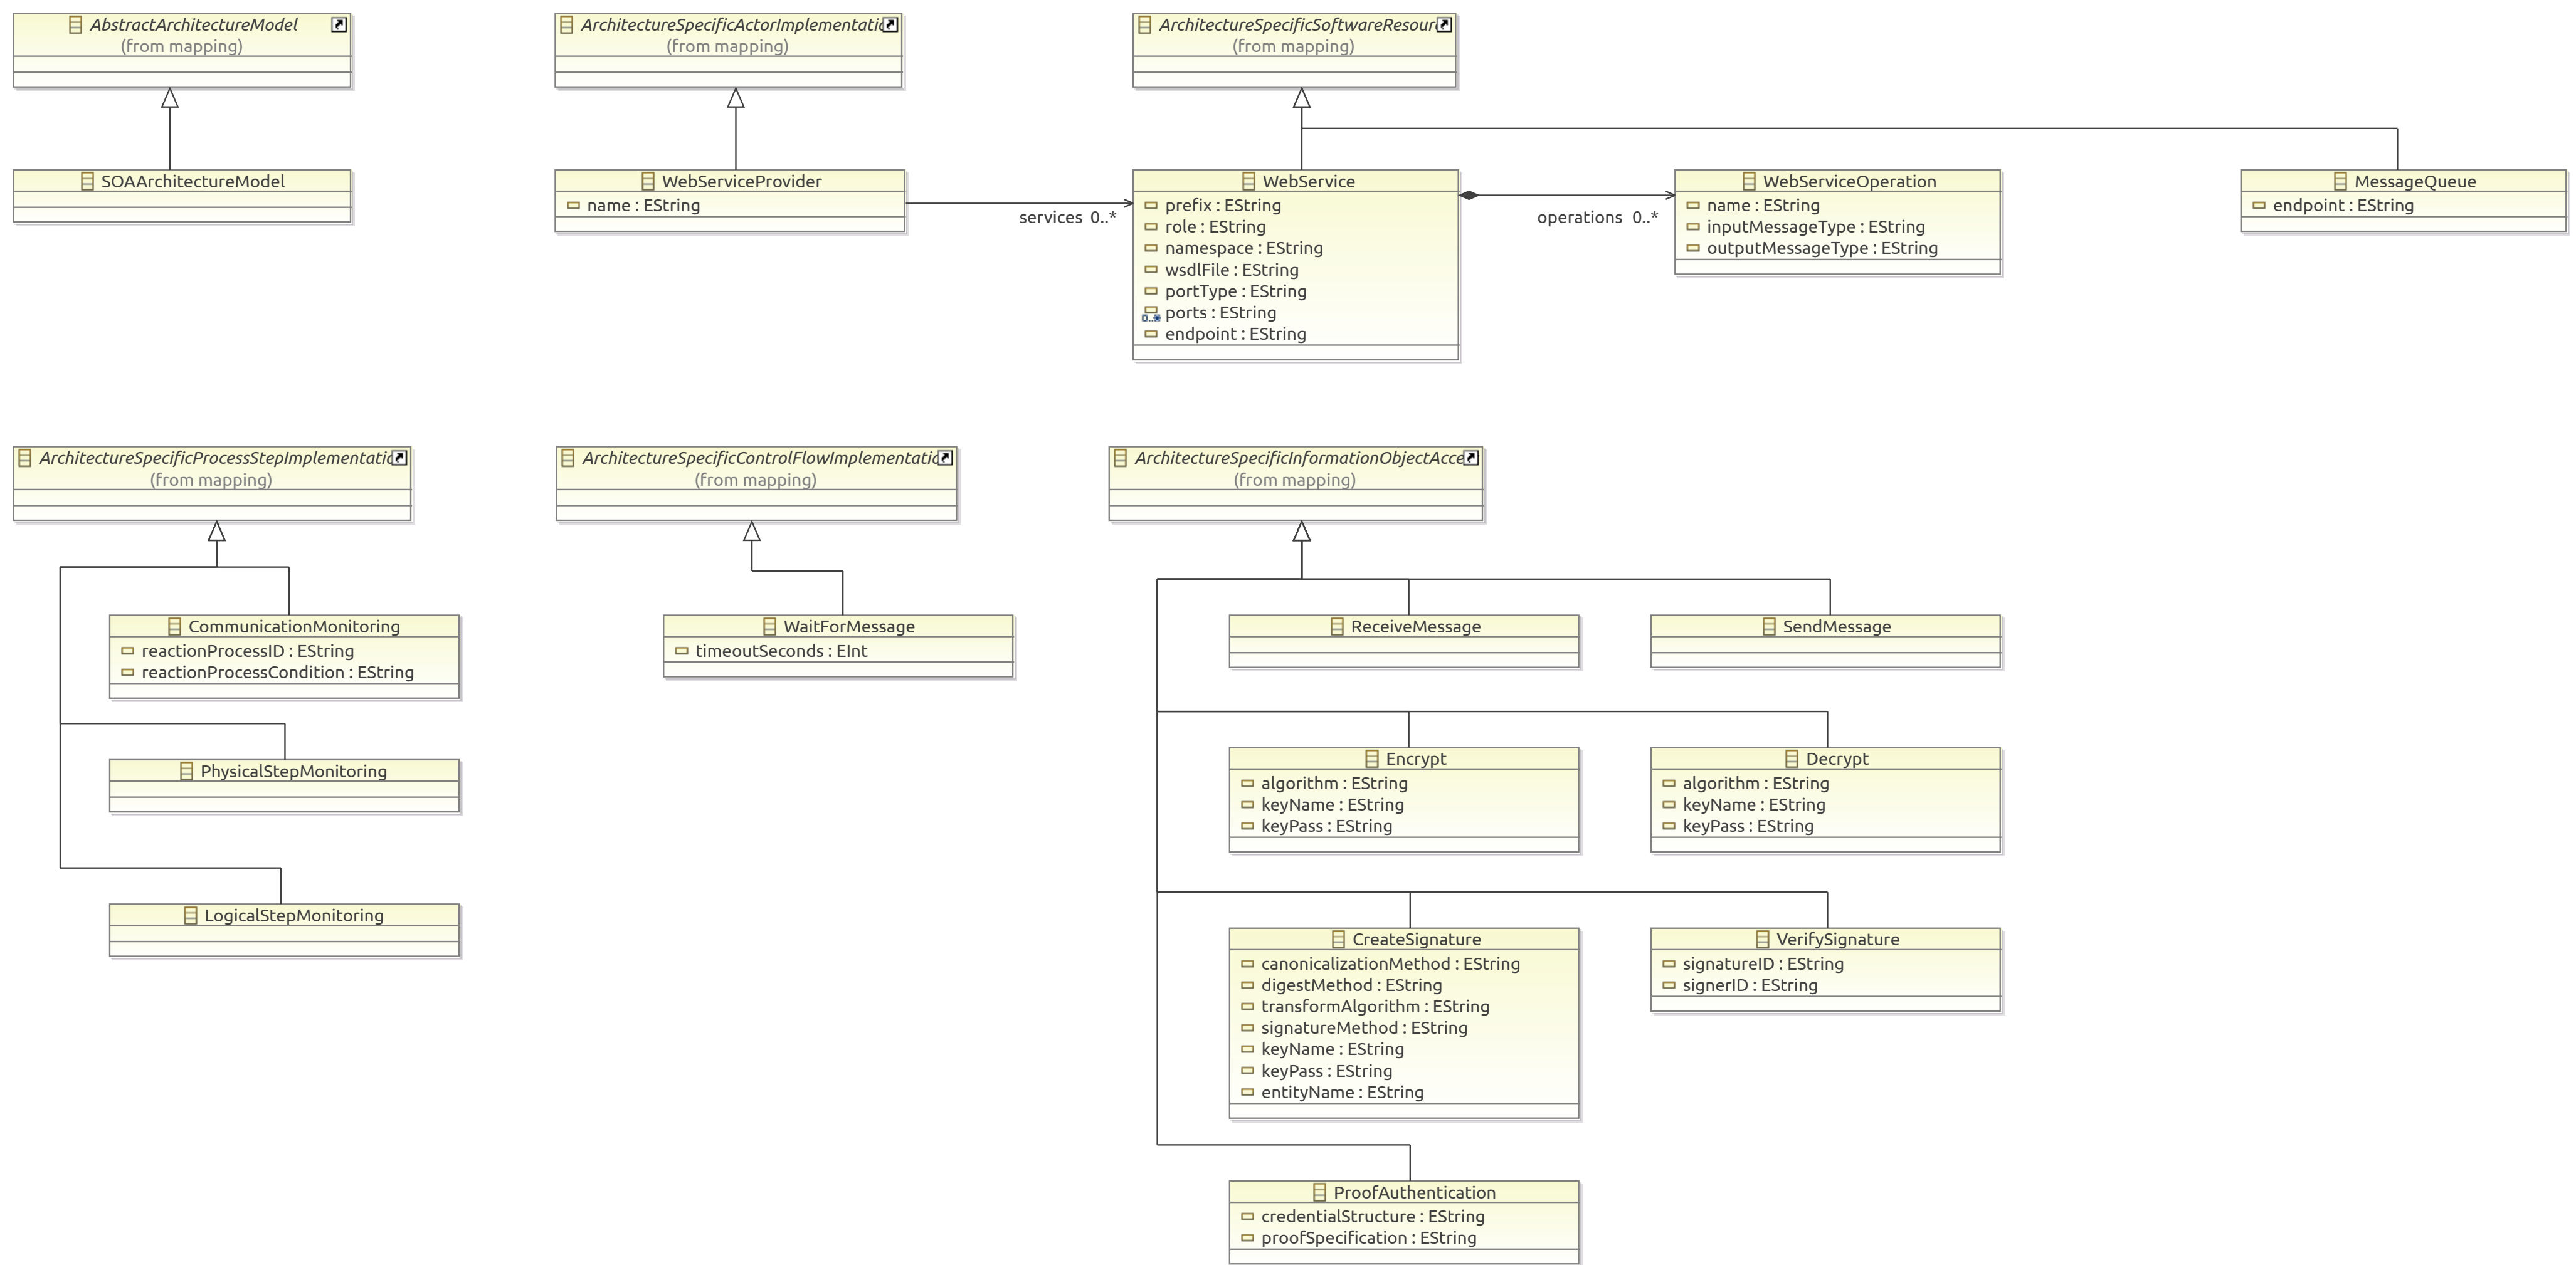 AbstractArchitectureModel
(from mapping)
ArchitectureSpecificActorImplementatio
(from mapping)
ArchitectureSpecificSoftwareResour
(from mapping)
SOAArchitectureModel
WebServiceProvider
name : EString
services 0..*
WebService
prefix : EString
role : EString
namespace : EString
wsdlFile : EString
portType : EString
0..*
ports : EString
endpoint : EString
operations 0..*
WebServiceOperation
name : EString
inputMessageType : EString
outputMessageType : EString
MessageQueue
endpoint : EString
ArchitectureSpecificProcessStepImplementatio
(from mapping)
ArchitectureSpecificControlFlowImplementatio
(from mapping)
ArchitectureSpecificInformationObjectAcce
(from mapping)
CommunicationMonitoring
reactionProcessID : EString
reactionProcessCondition : EString
PhysicalStepMonitoring
LogicalStepMonitoring
WaitForMessage
timeoutSeconds : EInt
ReceiveMessage
SendMessage
Encrypt
algorithm : EString
keyName : EString
keyPass : EString
Decrypt
algorithm : EString
keyName : EString
keyPass : EString
CreateSignature
canonicalizationMethod : EString
digestMethod : EString
transformAlgorithm : EString
signatureMethod : EString
keyName : EString
keyPass : EString
entityName : EString
VerifySignature
signatureID : EString
signerID : EString
ProofAuthentication
credentialStructure : EString
proofSpecification : EString